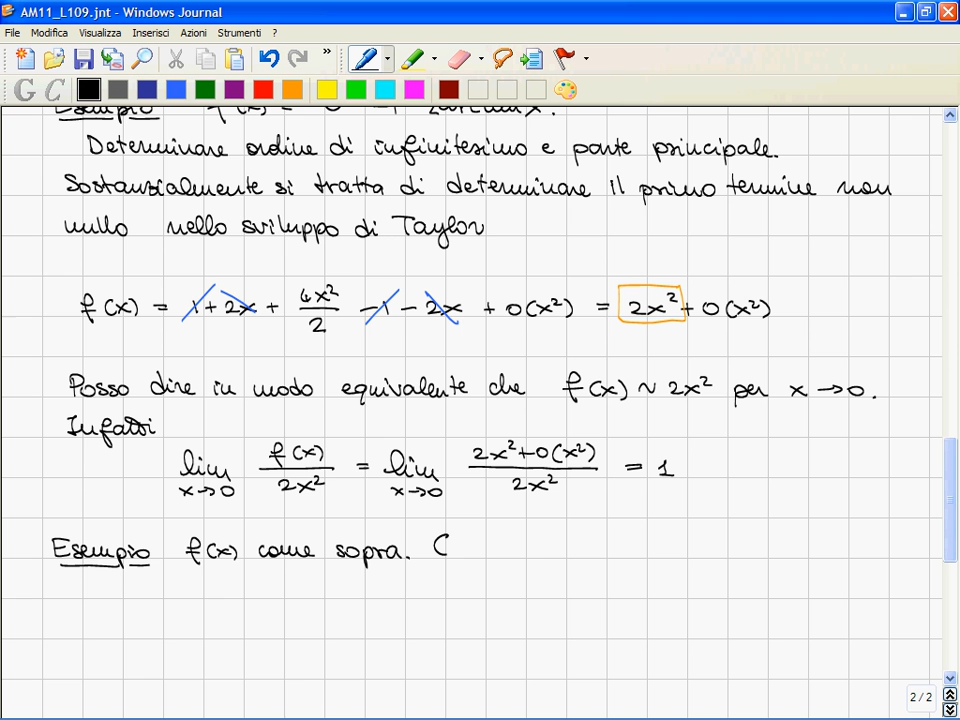 AM11_L109.jnt - Windows Journal
File Modifica Visualizza Inserisci Azioni Strumenti ?
Esempio f(x) =
Determinare ordine di infinitesimo e parte principale.
Sostanzialmente si tratta di determinare il primo termine non
nullo nello sviluppo di Taylor
f(x) = 1 + 2x + 4x²/2 - 1 - 2x + o(x²) = 2x² + o(x²)
Posso dire in modo equivalente che f(x) ~ 2x² per x → 0.
Infatti
lim x→0 f(x)/2x² = lim x→0 2x²+o(x²)/2x² = 1
Esempio f(x) come sopra. C
2 / 2